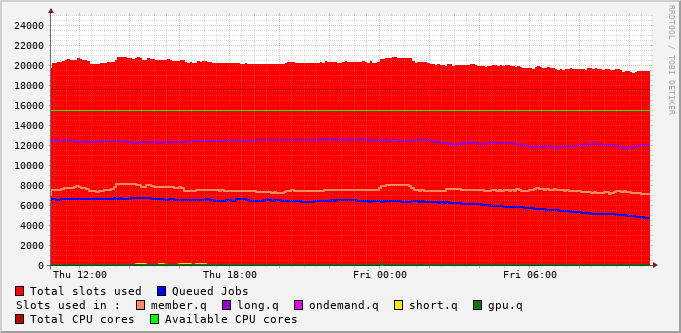 RRDTOOL / TOBI OETIKER
24000
22000
20000
18000
16000
14000
12000
10000
8000
6000
4000
2000
0
Thu 12:00 Thu 18:00 Fri 00:00 Fri 06:00
Total slots used Queued Jobs
Slots used in : member.q long.q ondemand.q short.q gpu.q
Total CPU cores Available CPU cores